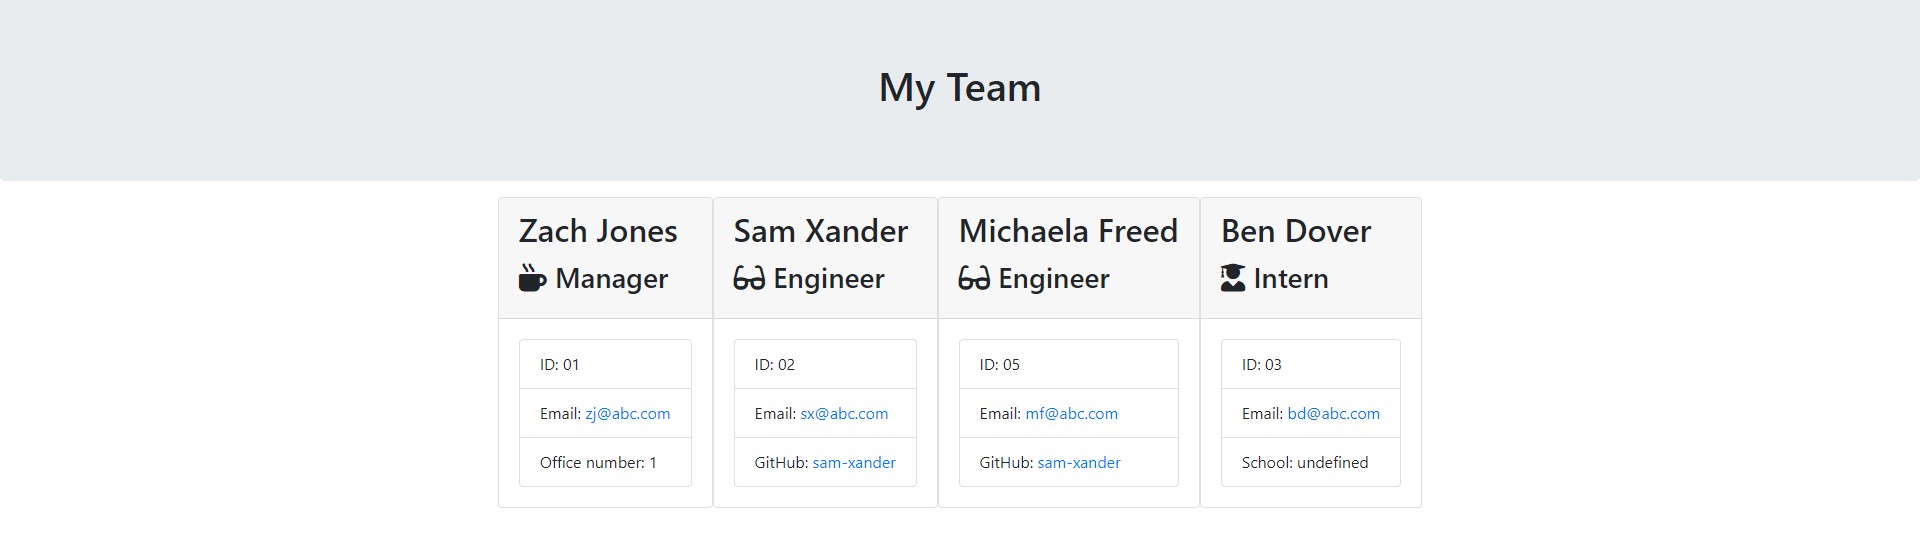 My Team
Zach Jones
Manager
ID: 01
Email: zj@abc.com
Office number: 1
Sam Xander
Engineer
ID: 02
Email: sx@abc.com
GitHub: sam-xander
Michaela Freed
Engineer
ID: 05
Email: mf@abc.com
GitHub: sam-xander
Ben Dover
Intern
ID: 03
Email: bd@abc.com
School: undefined